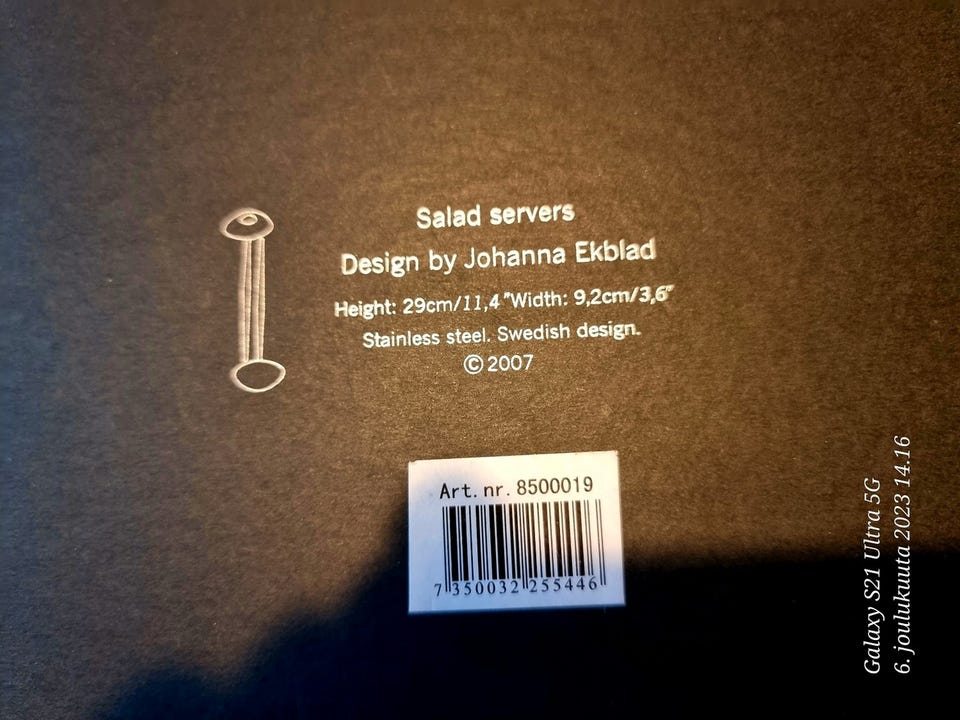 Salad servers
Design by Johanna Ekblad
Height: 29cm/11,4"Width: 9,2cm/3,6"
Stainless steel. Swedish design.
©2007
Art.nr.8500019
7 350032 255446
Galaxy S21 Ultra 5G
6. joulukuuta 2023 14.16